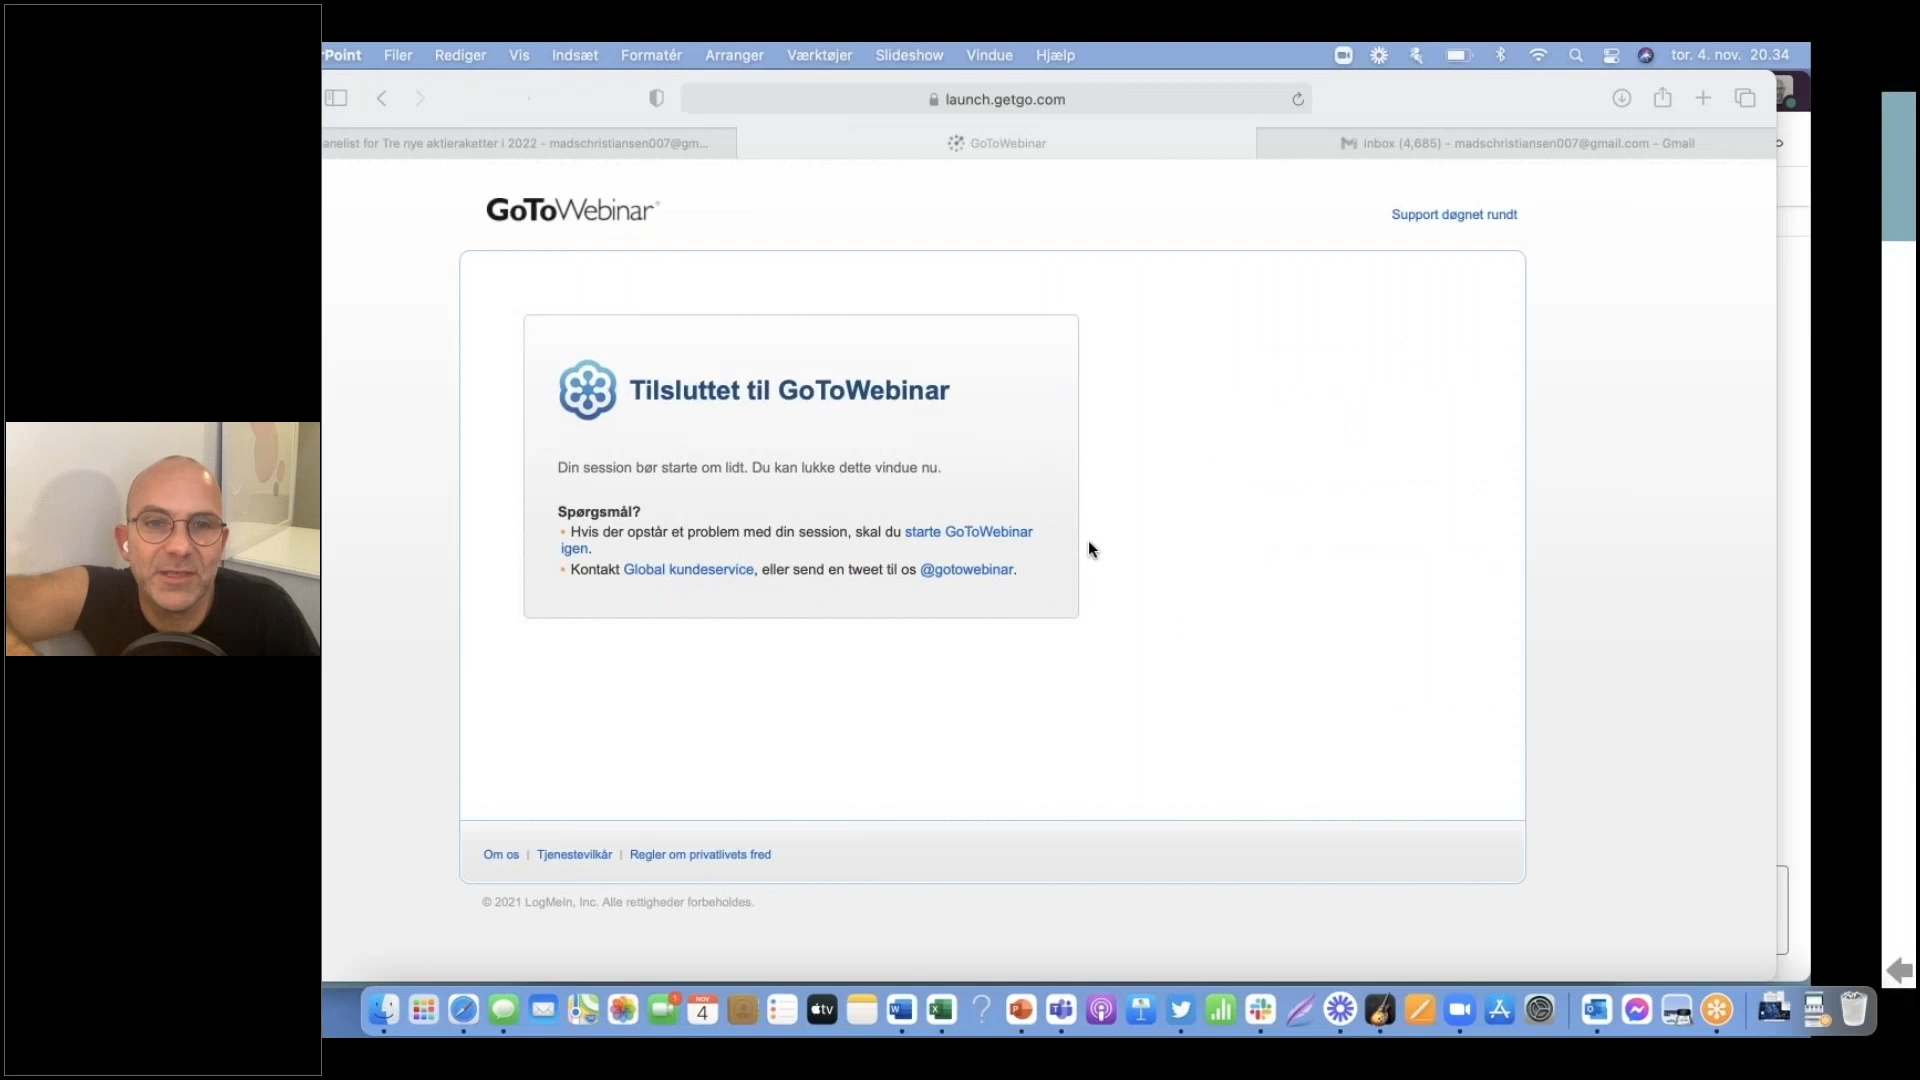 Point Filer Rediger Vis Indsæt Formatér Arranger Værktøjer Slideshow Vindue Hjælp tor. 4. nov. 20.34
launch.getgo.com
anelist for Tre nye aktieraketter i 2022 - madschristiansen007@gm...
GoToWebinar
Inbox (4,685) - madschristiansen007@gmail.com - Gmail
GoToWebinar
Support døgnet rundt
Tilsluttet til GoToWebinar
Din session bør starte om lidt. Du kan lukke dette vindue nu.
Spørgsmål?
• Hvis der opstår et problem med din session, skal du starte GoToWebinar
igen.
• Kontakt Global kundeservice, eller send en tweet til os @gotowebinar.
Om os | Tjenestevilkår | Regler om privatlivets fred
© 2021 LogMeIn, Inc. Alle rettigheder forbeholdes.
NOV
4
tv
W
X
P